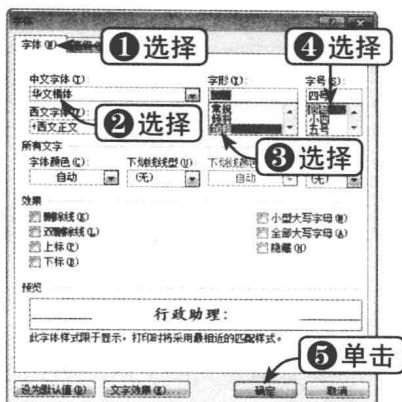 字体
字体(N)
❶选择
❹选择
中文字体(T):
字形(Y):
字号(S):
华文楷体
四号
西文字体(F):
❷选择
常规
倾斜
小四
+西文正文
五号
❸选择
所有文字
字体颜色(C):
下划线线型(U):
下划线颜色
自动
(无)
自动
(无)
效果
删除线(K)
小型大写字母(M)
双删除线(L)
全部大写字母(A)
上标(P)
隐藏(H)
下标(B)
预览
行政助理：
此字体样式限于显示，打印时将采用最相近的匹配样式。
❺单击
设为默认值(D)
文字效果(E)
确定
取消